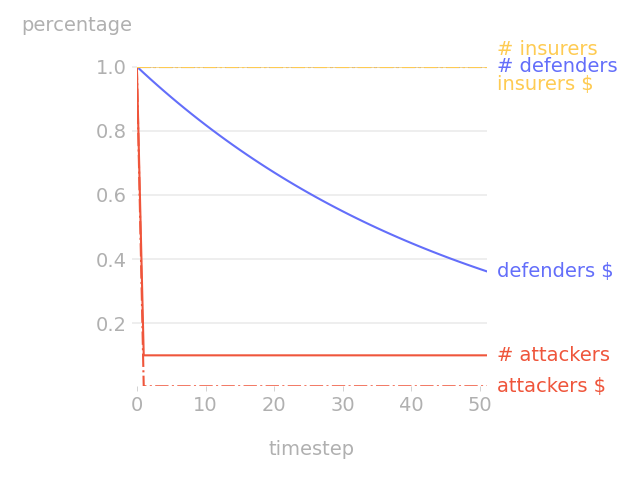 percentage
# insurers
# defenders
insurers $
1.0
0.8
0.6
0.4
0.2
defenders $
# attackers
attackers $
0 10 20 30 40 50
timestep